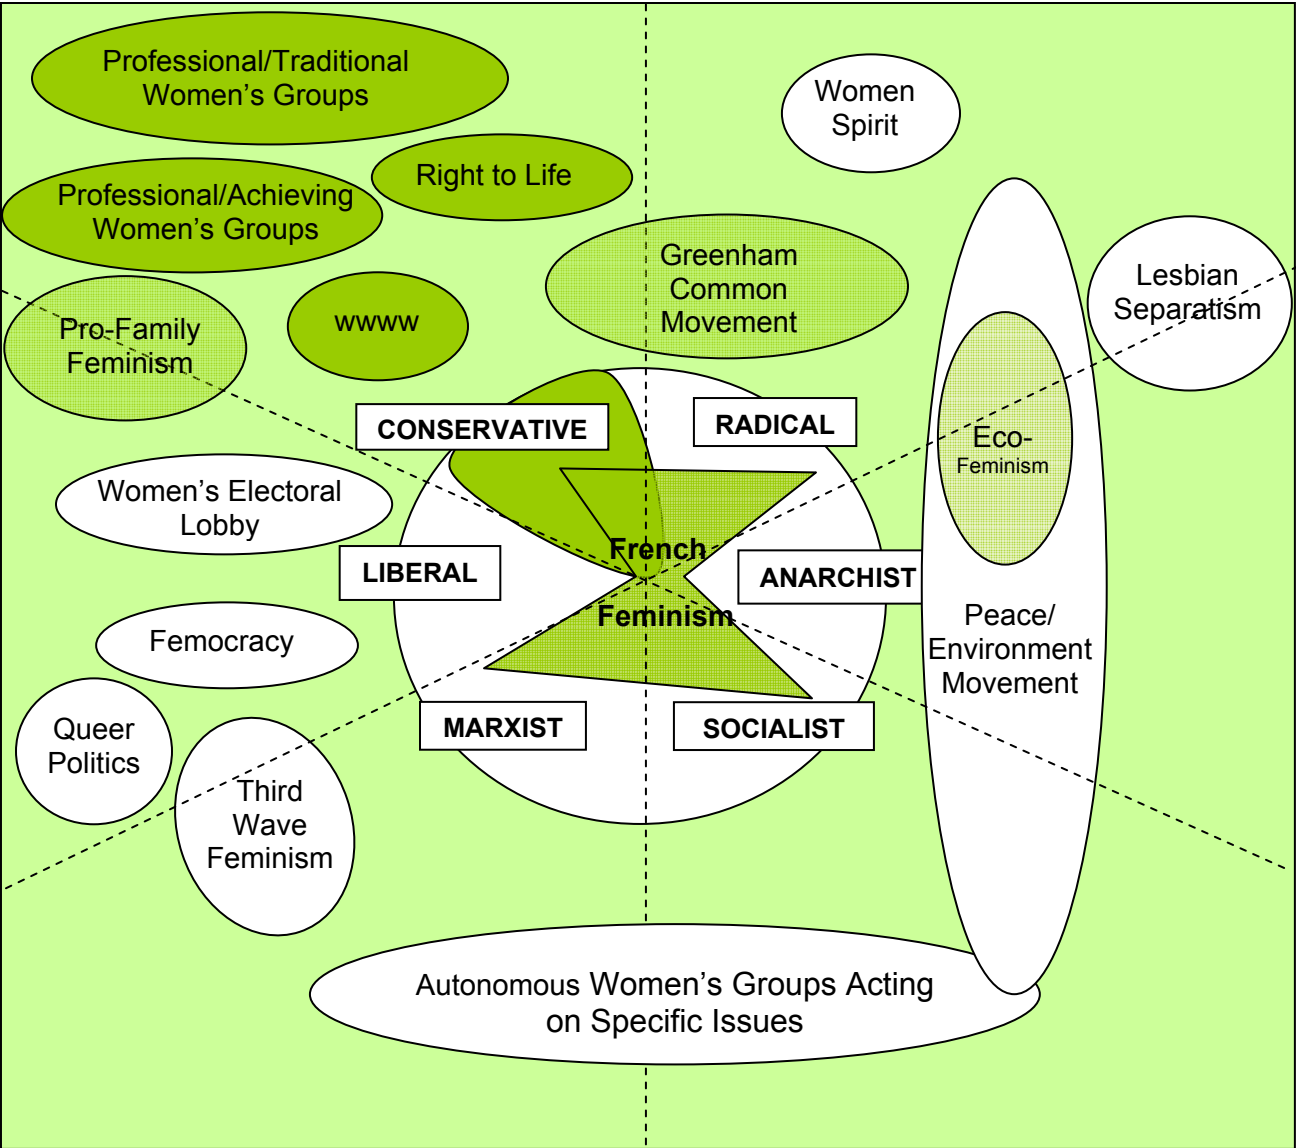 Professional/Traditional
Women's Groups
Women
Spirit
Right to Life
Professional/Achieving
Women's Groups
Greenham
Common
Movement
Lesbian
Separatism
Pro-Family
Feminism
wwww
CONSERVATIVE
RADICAL
Eco-
Feminism
Women's Electoral
Lobby
French
Feminism
LIBERAL
ANARCHIST
Peace/
Environment
Movement
Femocracy
Queer
Politics
MARXIST
SOCIALIST
Third
Wave
Feminism
Autonomous Women's Groups Acting
on Specific Issues